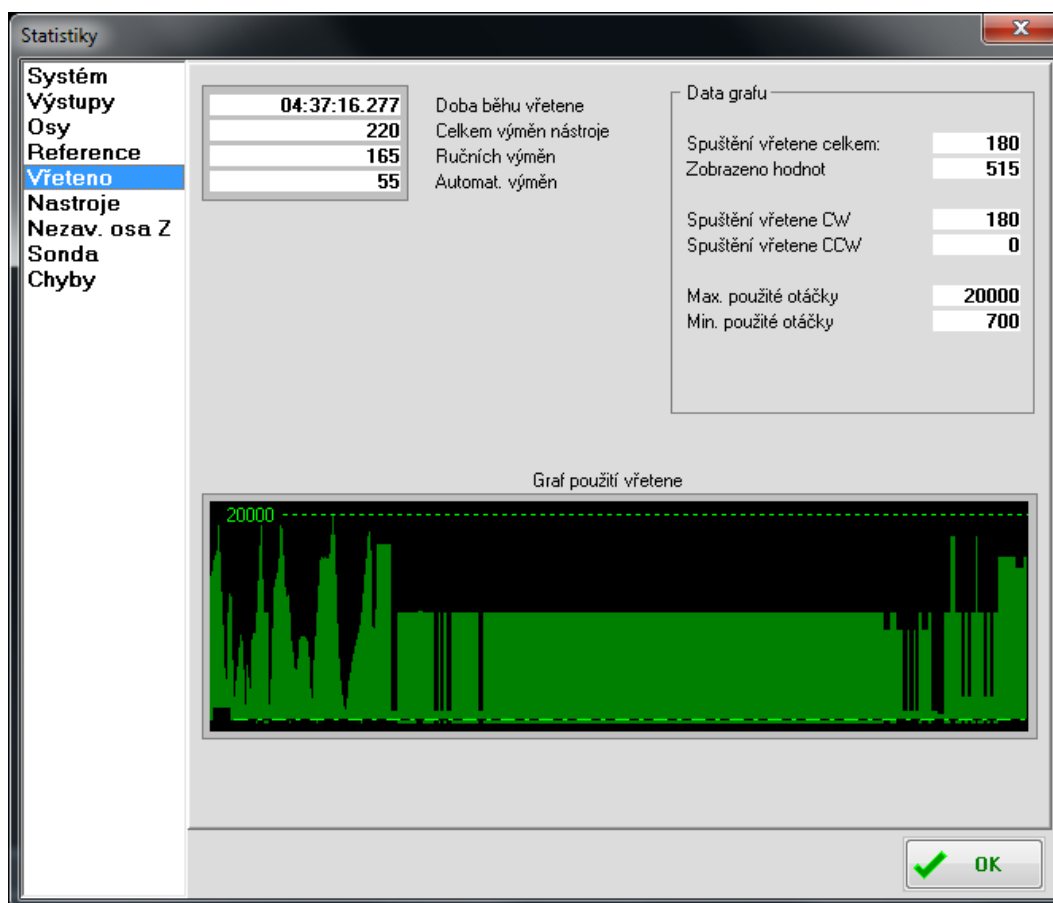 Statistiky
Systém
Výstupy
Osy
Reference
Vřeteno
Nastroje
Nezav. osa Z
Sonda
Chyby
04:37:16.277 Doba běhu vřetene
220 Celkem výměn nástroje
165 Ručních výměn
55 Automat. výměn
Data grafu
Spuštění vřetene celkem: 180
Zobrazeno hodnot 515
Spuštění vřetene CW 180
Spuštění vřetene CCW 0
Max. použité otáčky 20000
Min. použité otáčky 700
Graf použití vřetene
20000
OK